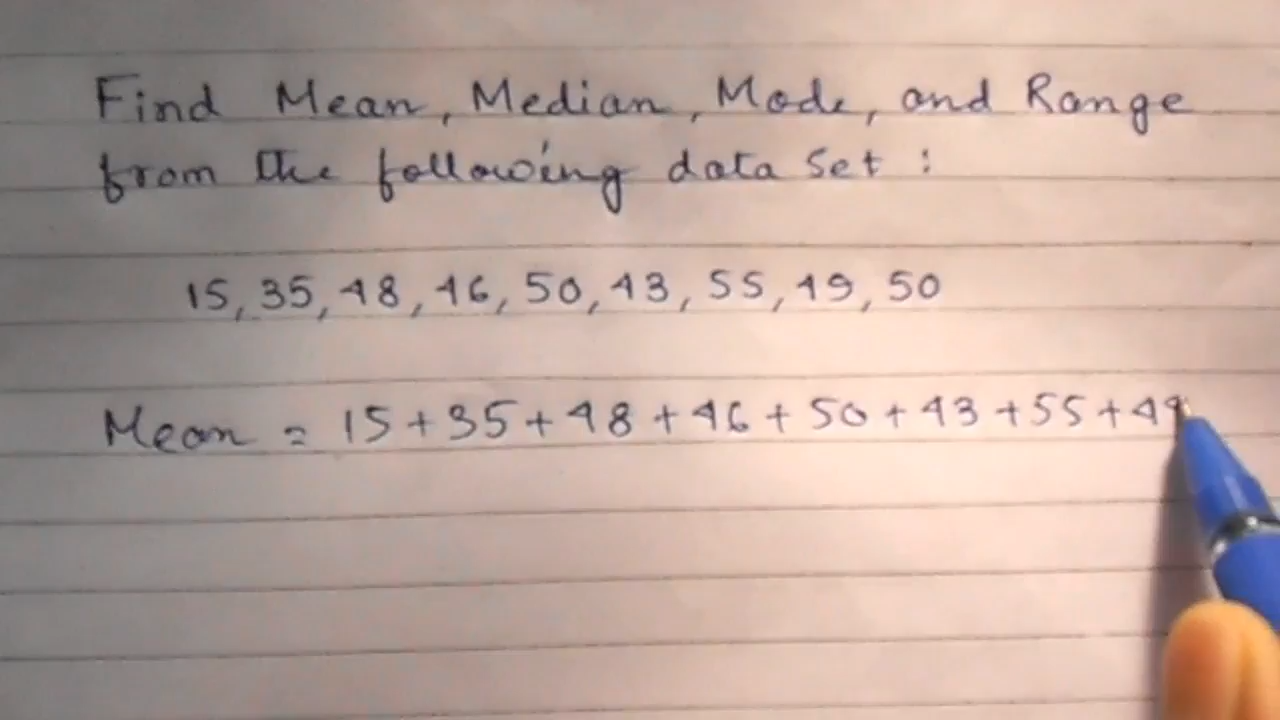 Find Mean, Median, Mode, and Range
from the following data set :
15, 35, 48, 46, 50, 43, 55, 49, 50
Mean = 15 + 35 + 48 + 46 + 50 + 43 + 55 + 49